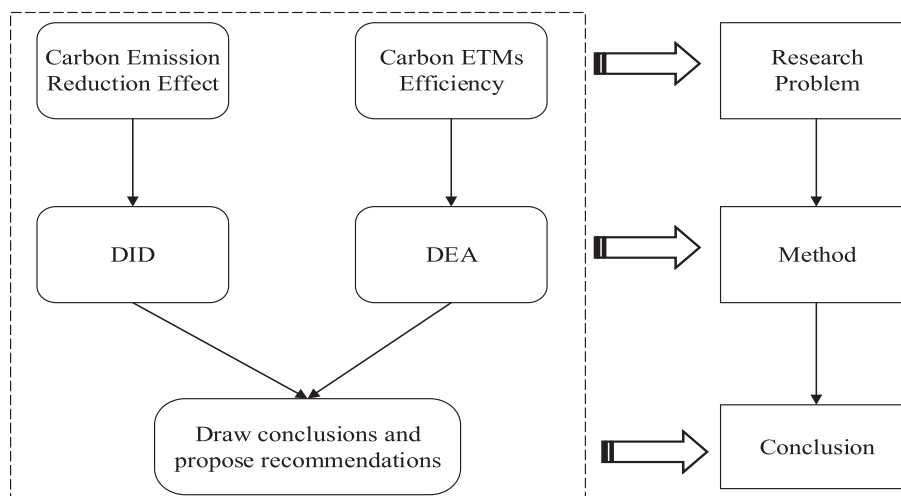 Carbon Emission
Reduction Effect
Carbon ETMs
Efficiency
Research
Problem
DID
DEA
Method
Draw conclusions and
propose recommendations
Conclusion